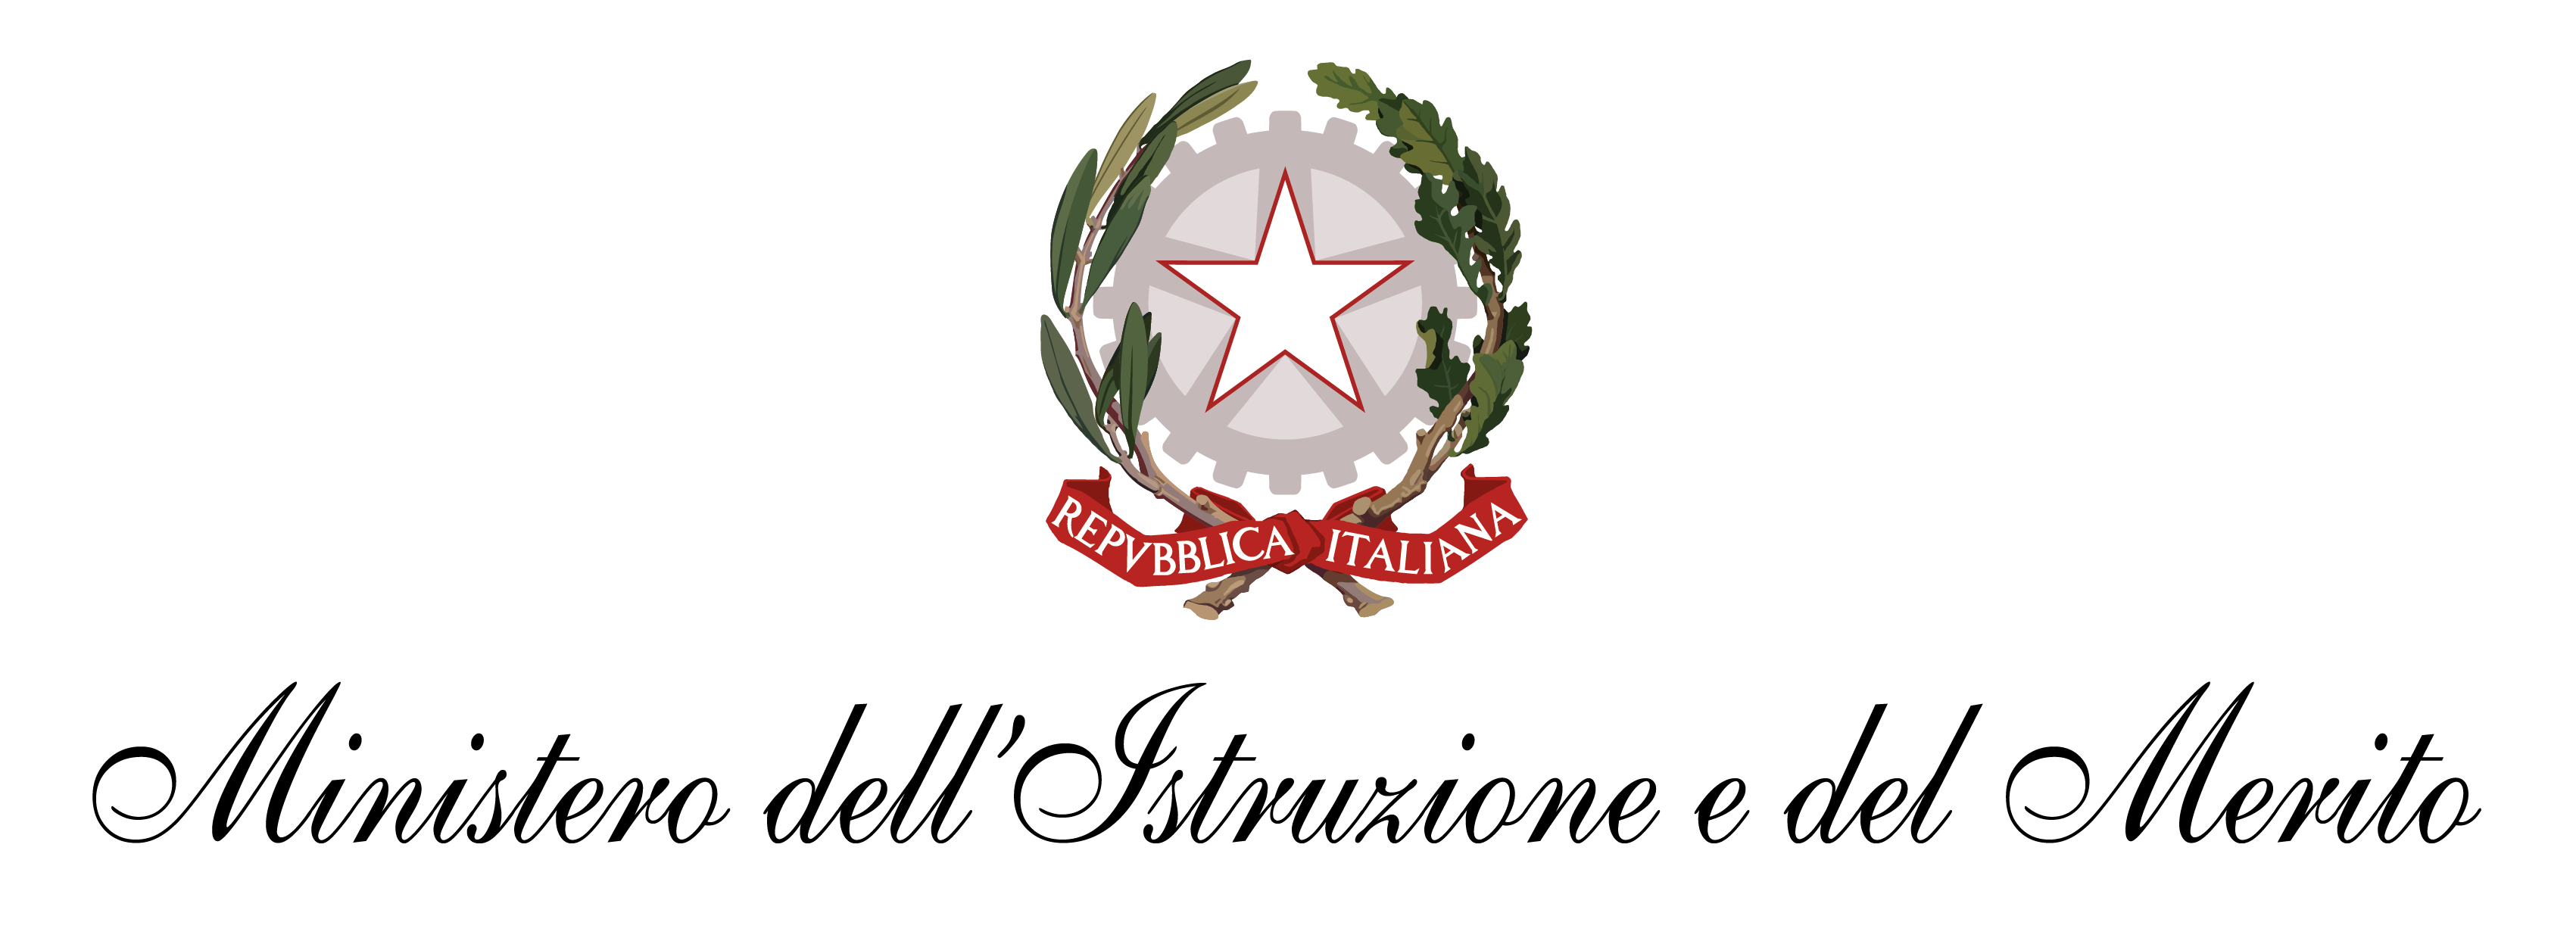 REPVBBLICA ITALIANA
Ministero dell'Istruzione e del Merito